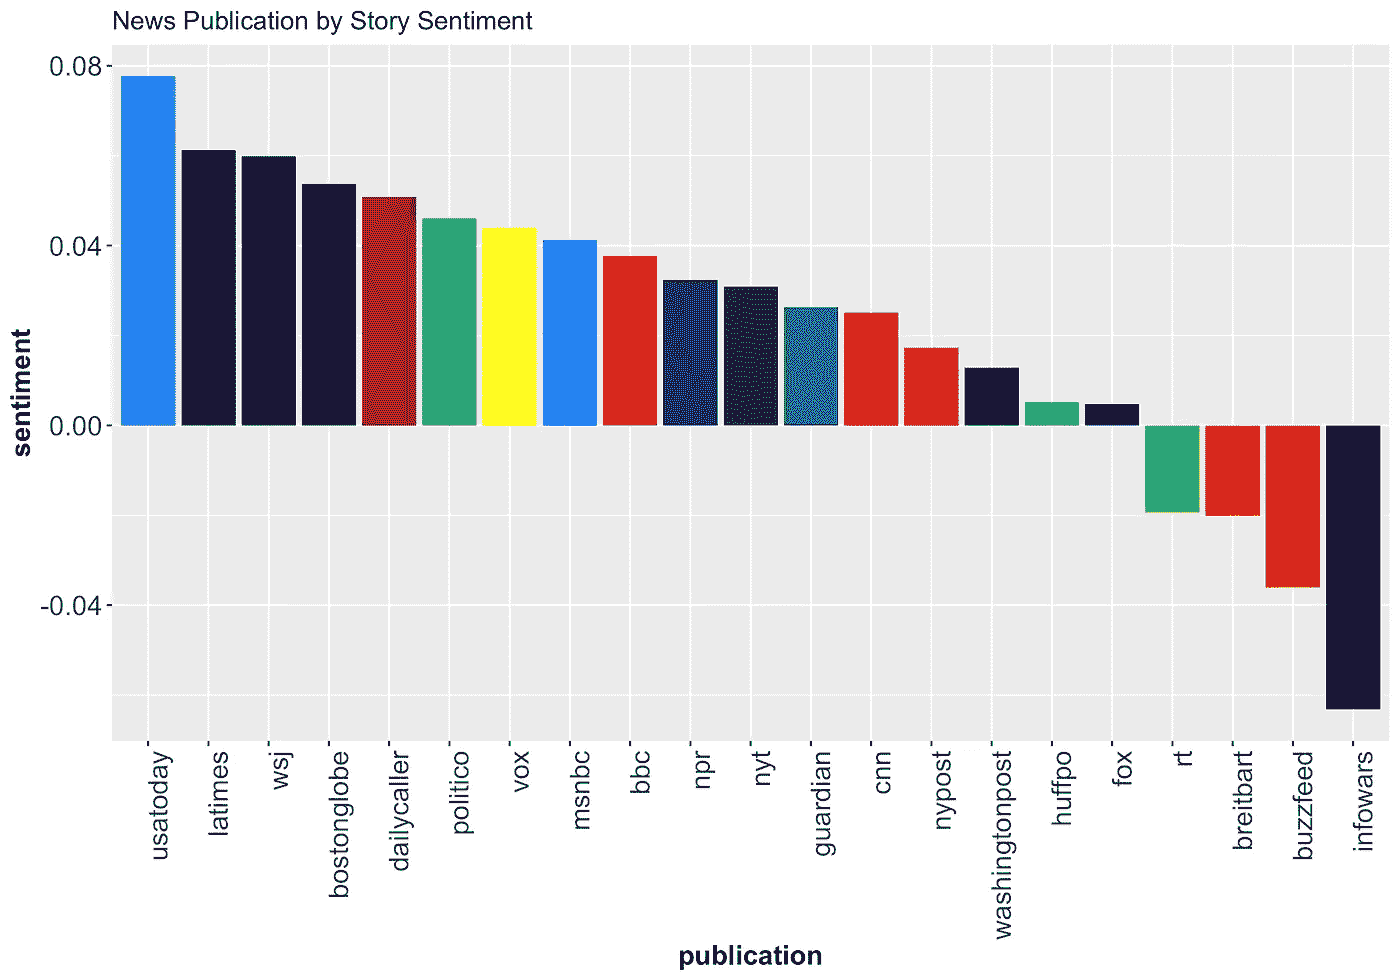 News Publication by Story Sentiment
0.08
0.04
0.00
-0.04
sentiment
usatoday
latimes
wsj
bostonglobe
dailycaller
politico
vox
msnbc
bbc
npr
nyt
guardian
cnn
nypost
washingtonpost
huffpo
fox
rt
breitbart
buzzfeed
infowars
publication